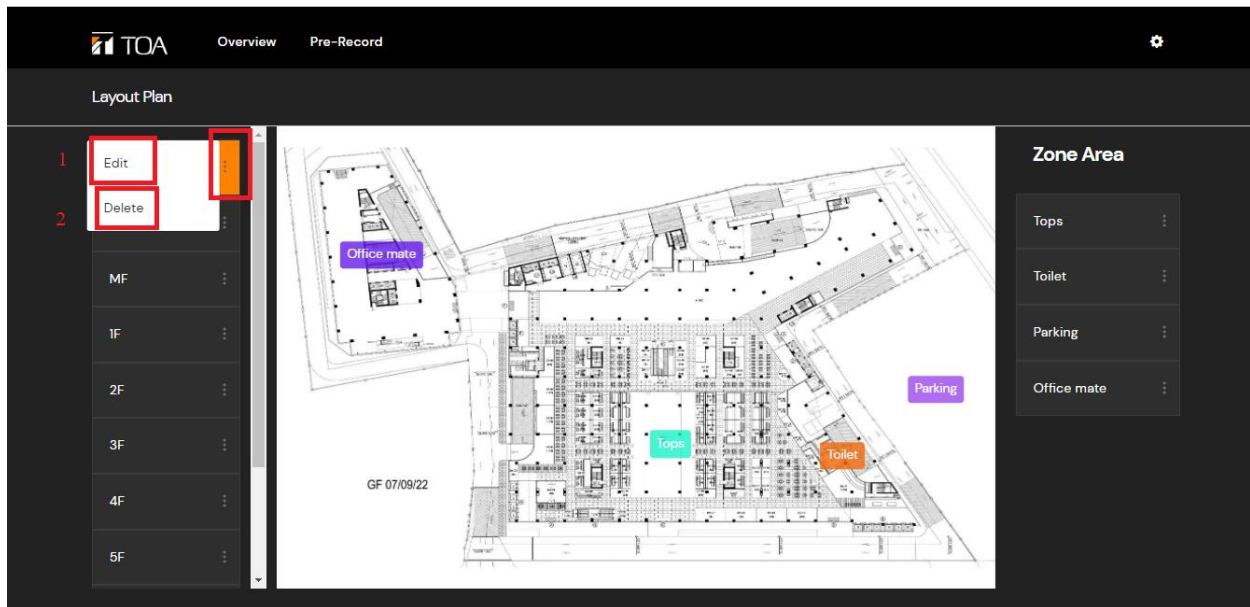 TOA Overview Pre-Record
Layout Plan
1 Edit
2 Delete
MF
1F
2F
3F
4F
5F
Office mate
Parking
Tops
Toilet
GF 07/09/22
Zone Area
Tops
Toilet
Parking
Office mate